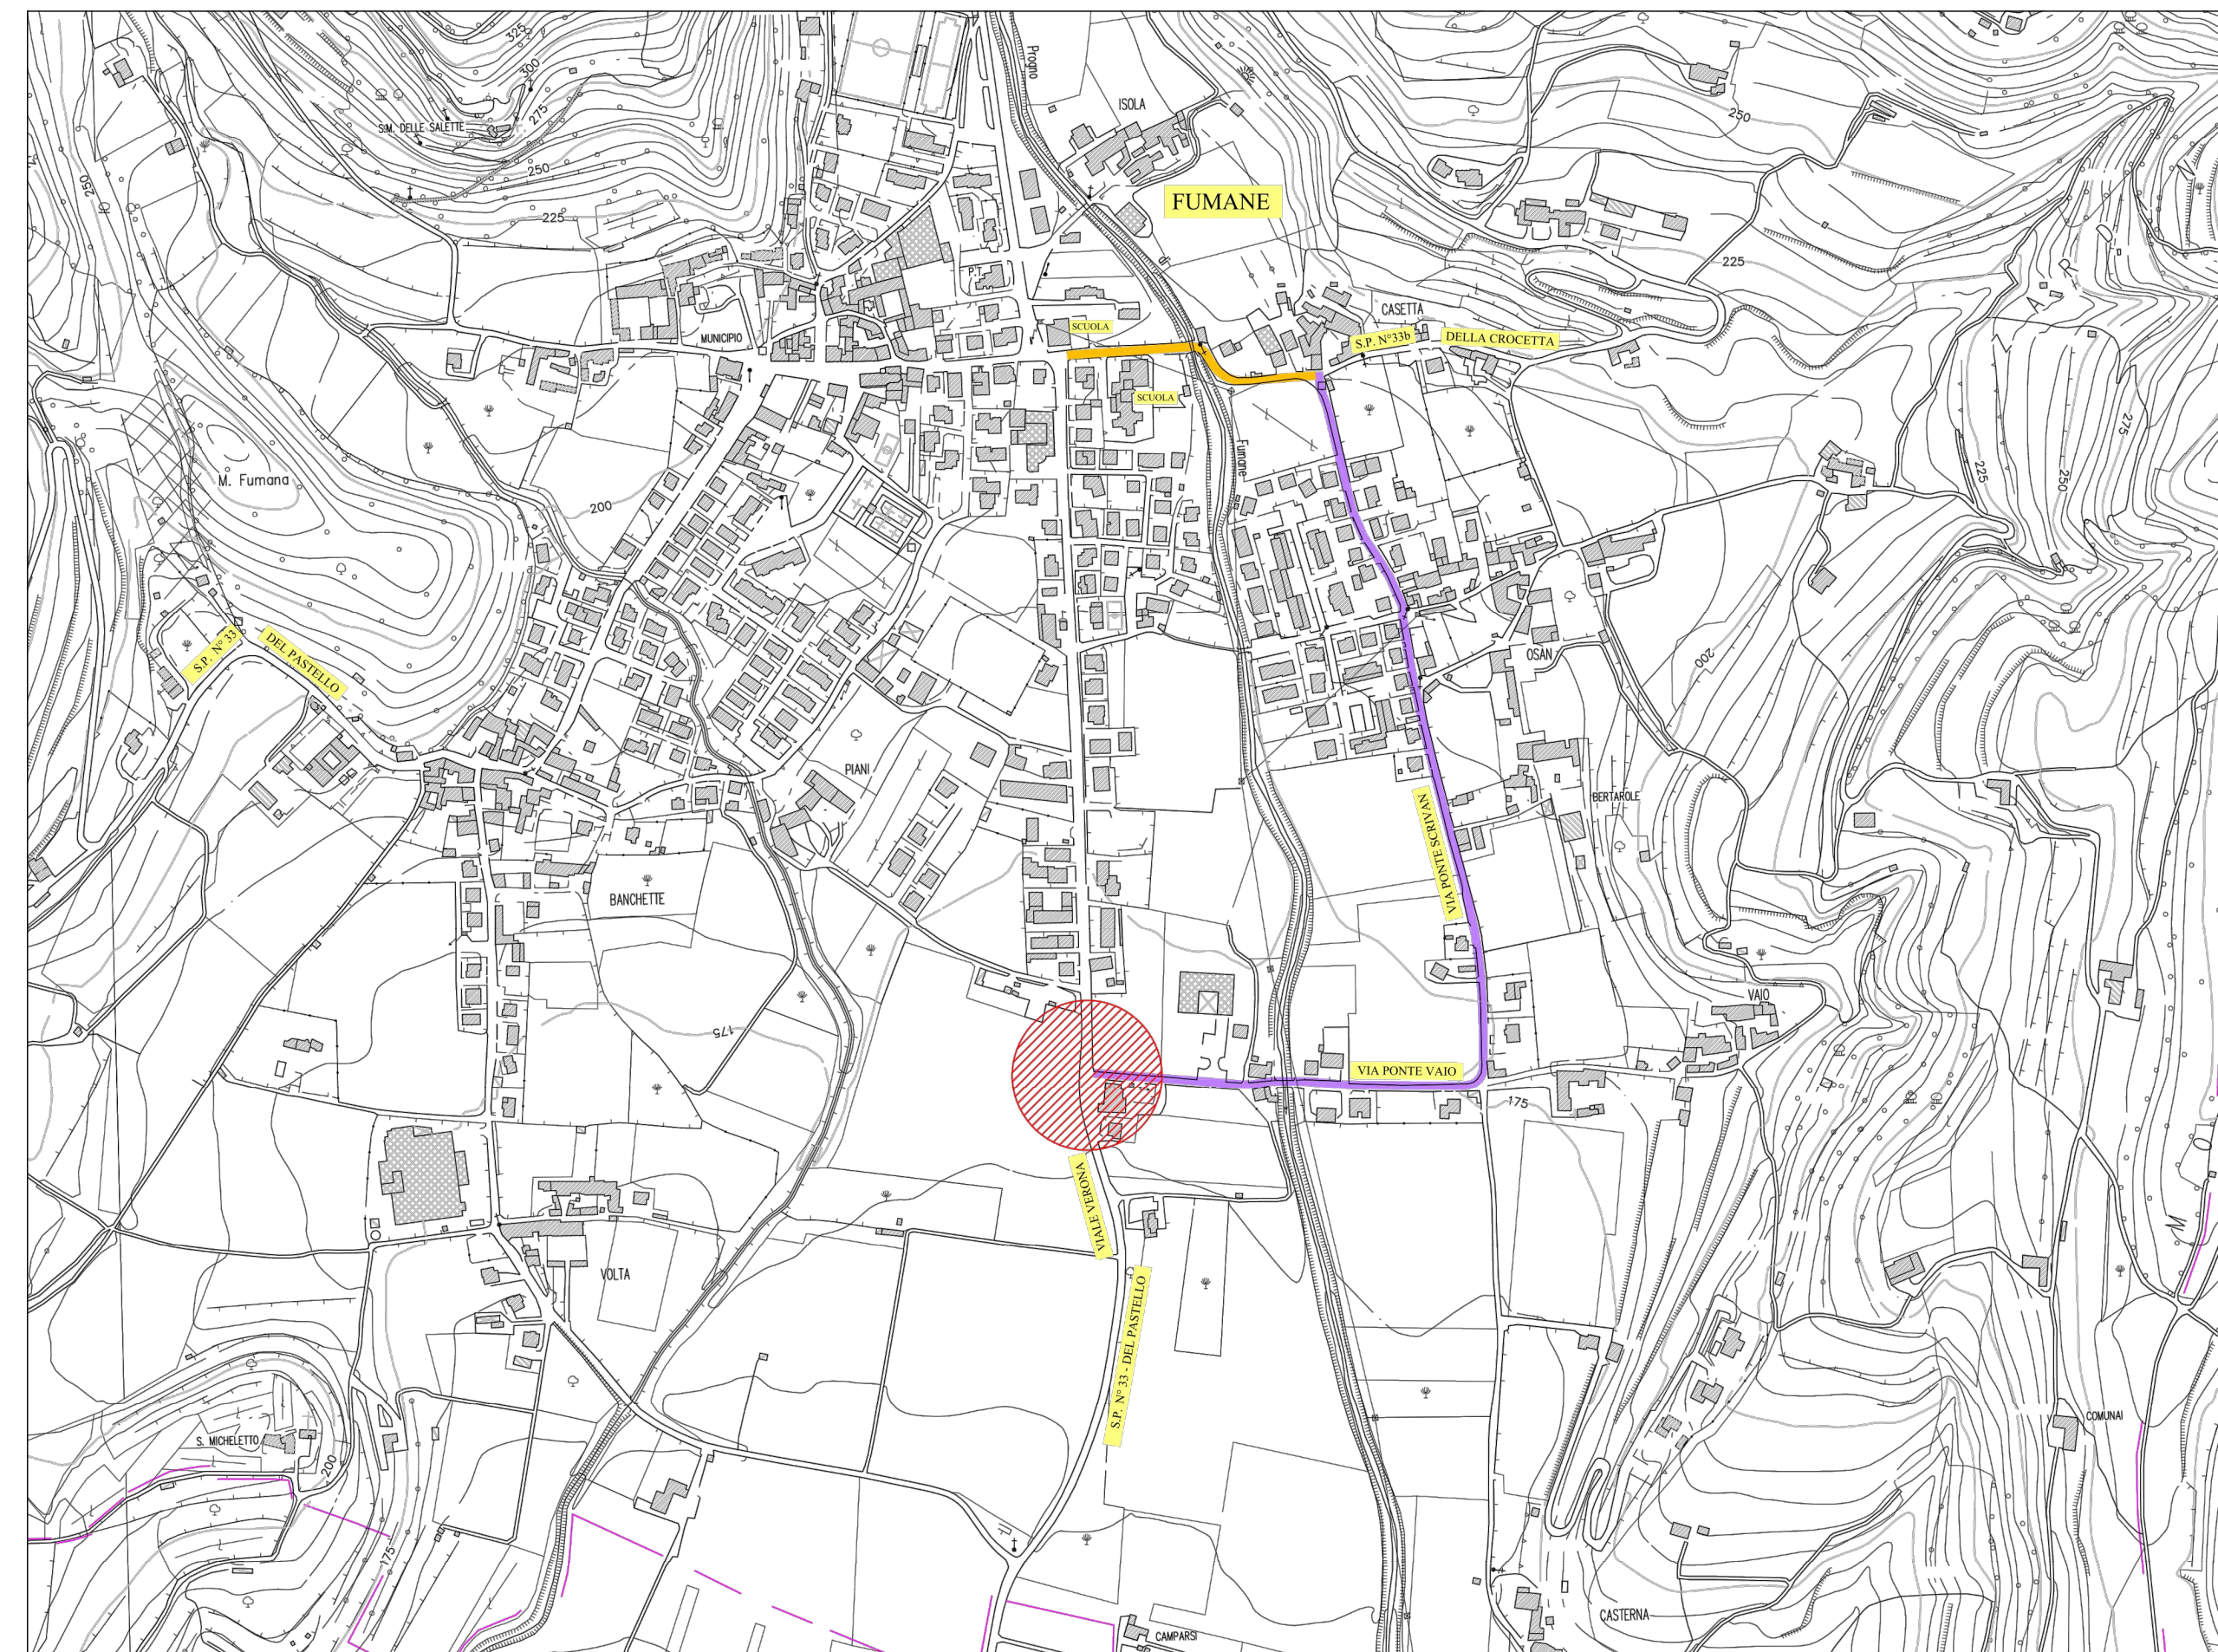 325
300
275
Progno
ISOLA
S.M. DELLE SALETTE
250
250
250
FUMANE
225
225
P.T.
CASETTA
MUNICIPIO
SCUOLA
S.P. N°33b
DELLA CROCETTA
SCUOLA
275
di
Fumane
M. Fumana
225
250
200
S.P. N° 33
DEL PASTELLO
OSAN
200
PIANI
BERTAROLE
VIA PONTE SCRIVAN
BANCHETTE
VAIO
175
VIA PONTE VAIO
175
VIALE VERONA
VOLTA
S.P. N° 33 - DEL PASTELLO
S. MICHELETTO
200
COMUNAI
175
CASTERNA
CAMPARSI